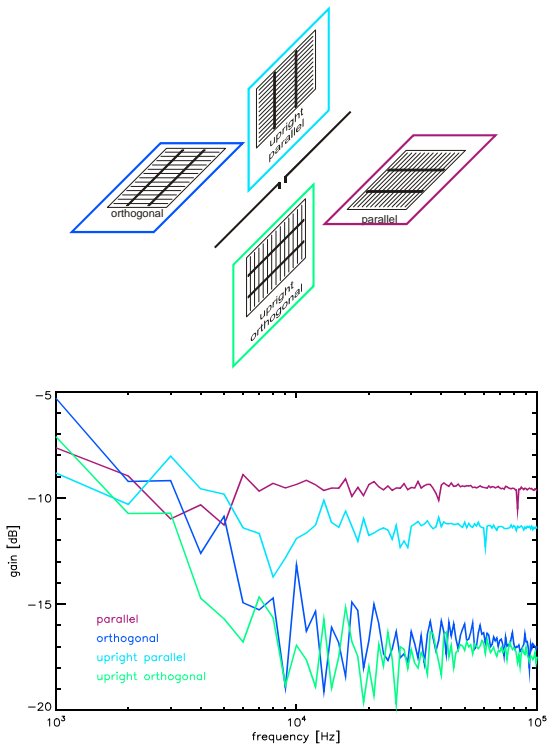 upright
parallel
orthogonal
parallel
upright
orthogonal
-5
-10
-15
-20
gain [dB]
parallel
orthogonal
upright parallel
upright orthogonal
10³
10⁴
10⁵
frequency [Hz]